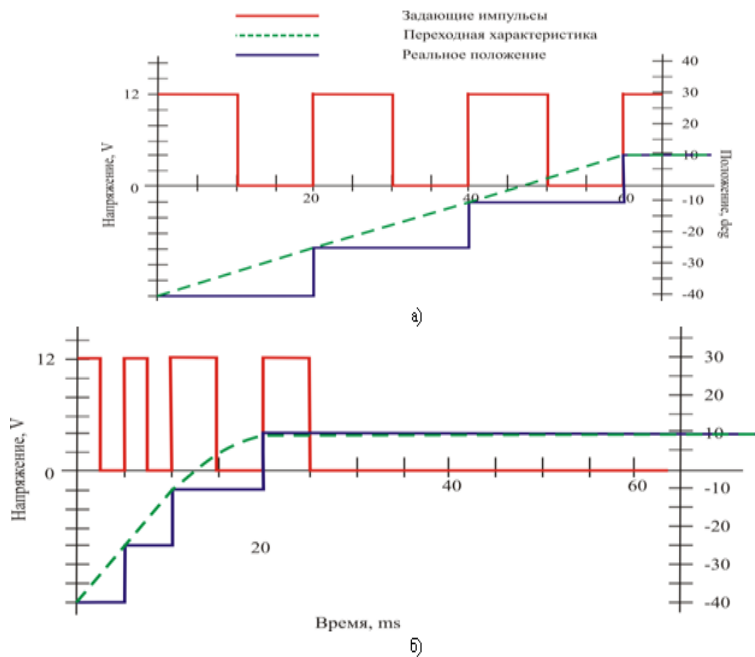 Задающие импульсы
Переходная характеристика
Реальное положение
Напряжение, V
12
0
20
40
60
40
30
20
10
-10
-20
-30
-40
Положение, deg
а)
Напряжение, V
12
0
20
40
60
30
20
10
-10
-20
-30
-40
Время, ms
б)